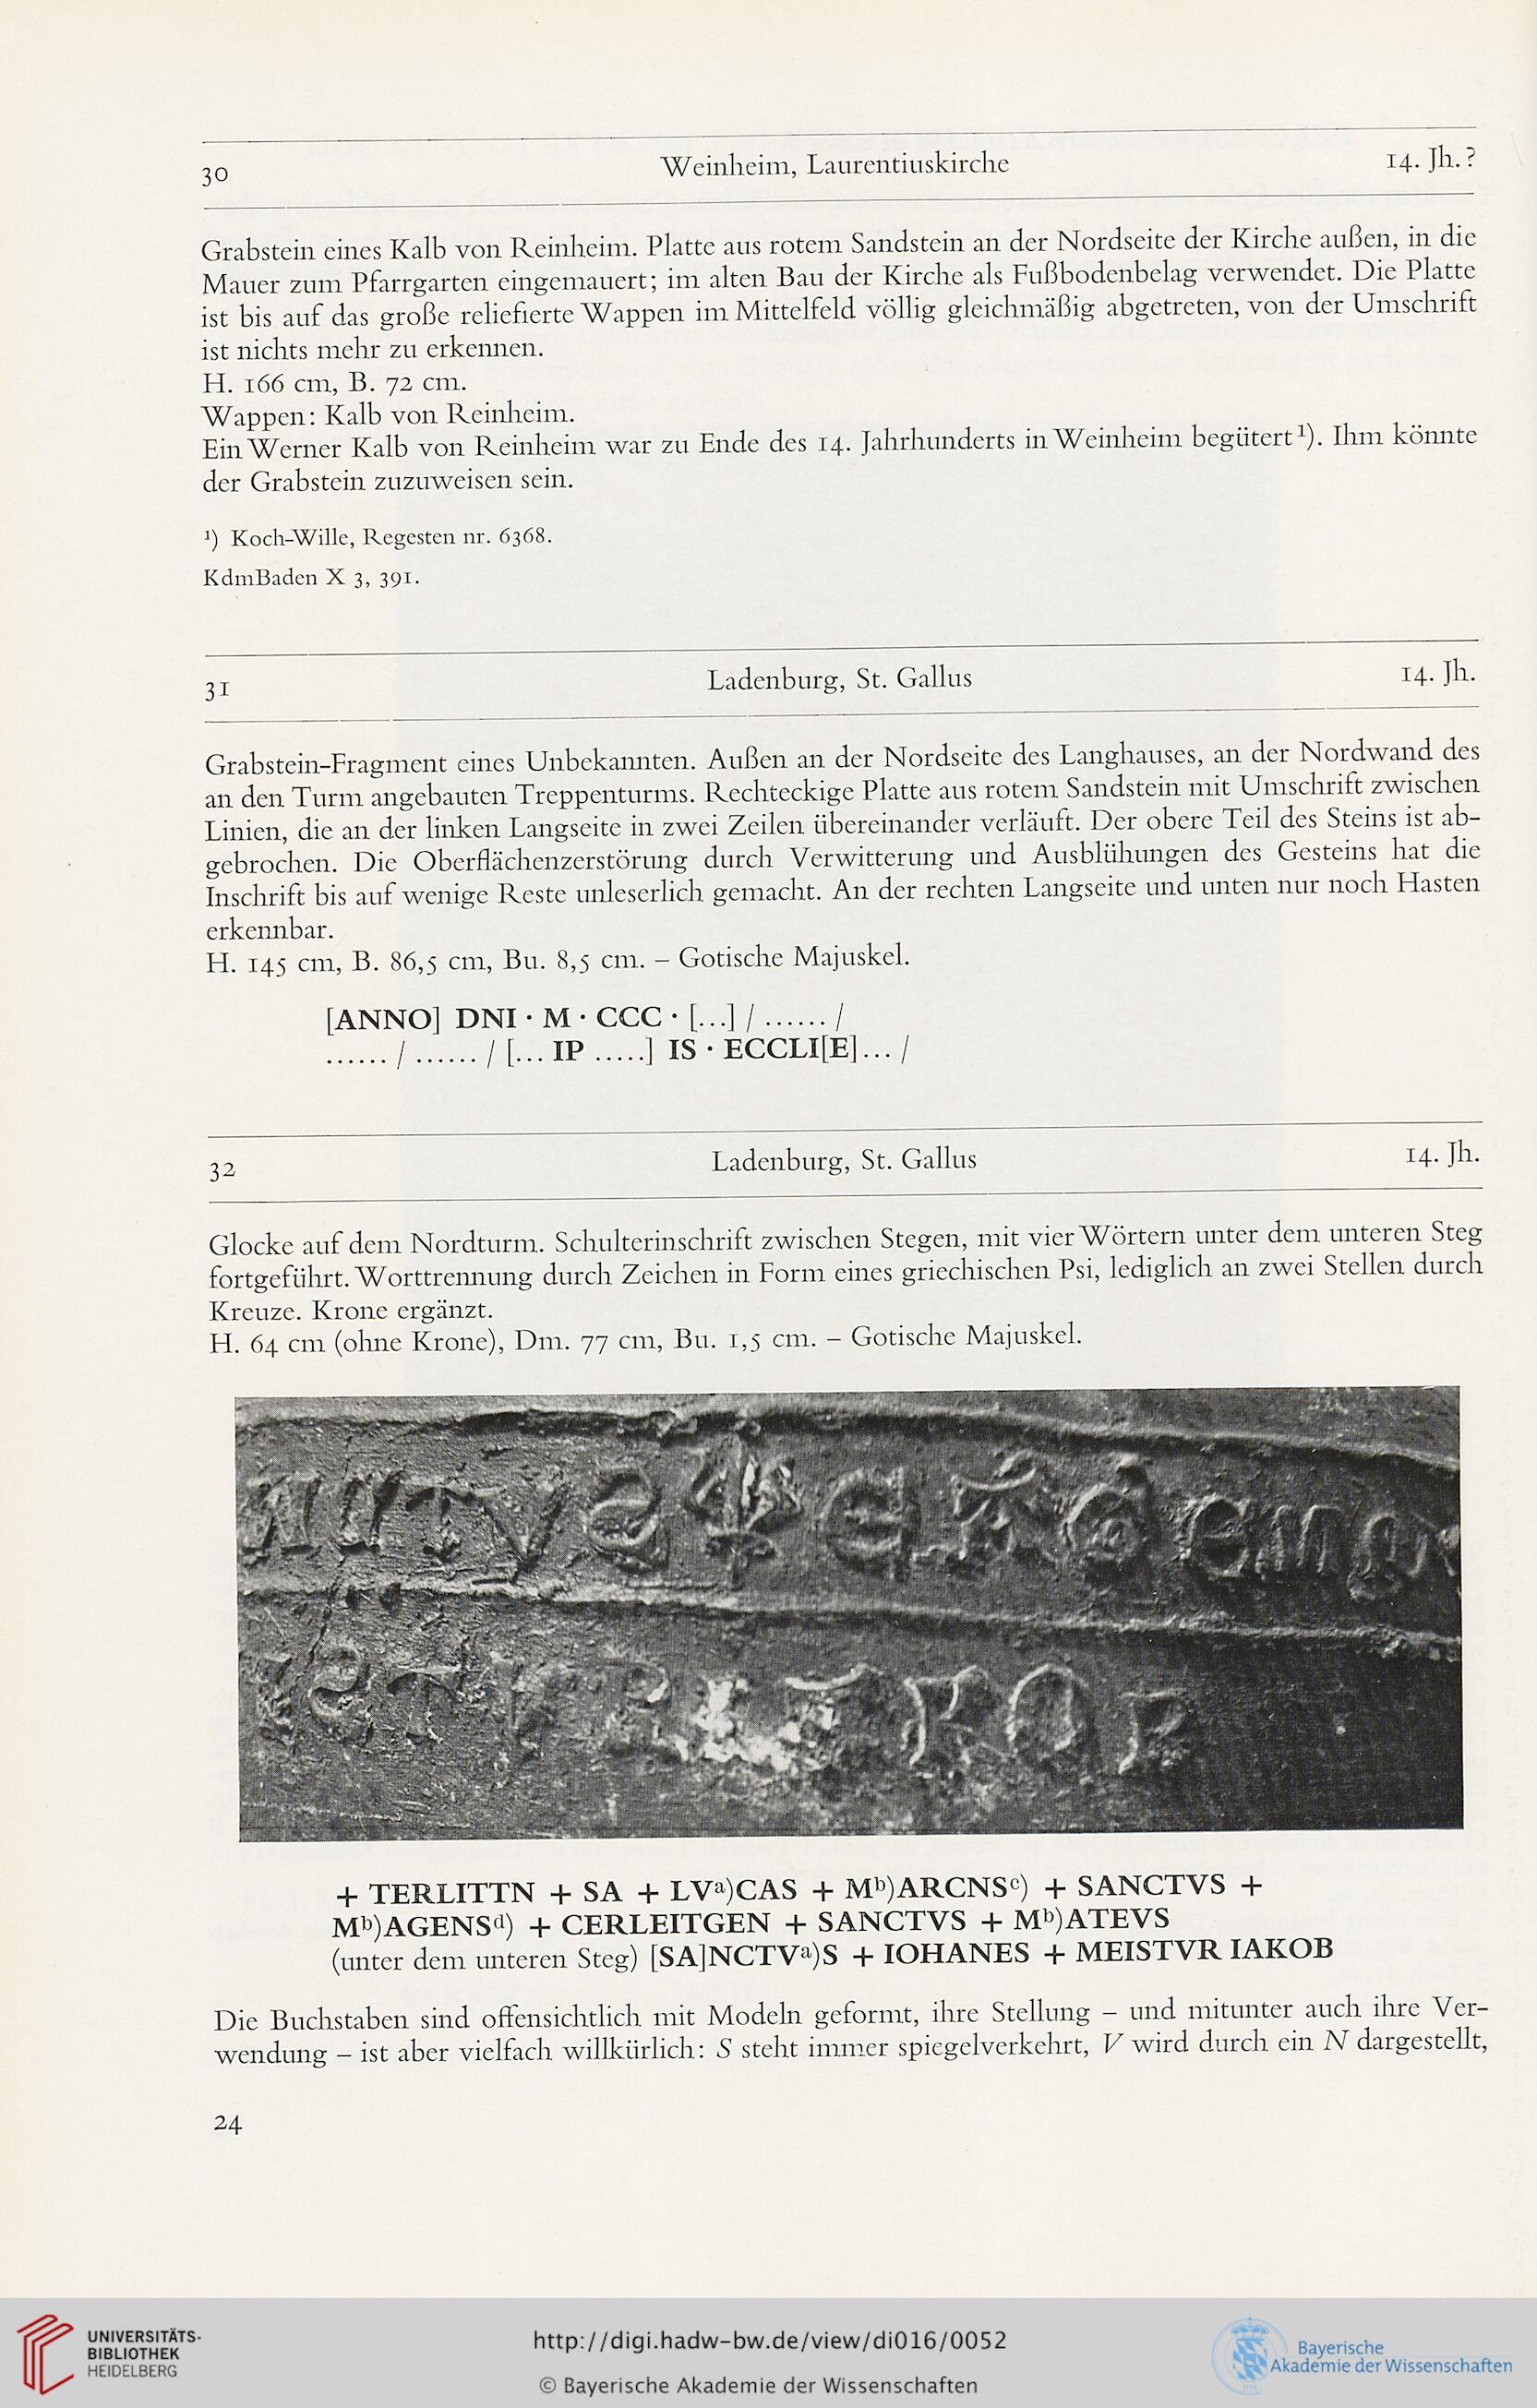 30 Weinheim, Laurentiuskirche 14. Jh.?
Grabstein eines Kalb von Reinheim. Platte aus rotem Sandstein an der Nordseite der Kirche außen, in die
Mauer zum Pfarrgarten eingemauert; im alten Bau der Kirche als Fußbodenbelag verwendet. Die Platte
ist bis auf das große reliefierte Wappen im Mittelfeld völlig gleichmäßig abgetreten, von der Umschrift
ist nichts mehr zu erkennen.
H. 166 cm, B. 72 cm.
Wappen: Kalb von Reinheim.
Ein Werner Kalb von Reinheim war zu Ende des 14. Jahrhunderts in Weinheim begütert¹). Ihm könnte
der Grabstein zuzuweisen sein.
¹) Koch-Wille, Regesten nr. 6368.
KdmBaden X 3, 391.
31 Ladenburg, St. Gallus 14. Jh.
Grabstein-Fragment eines Unbekannten. Außen an der Nordseite des Langhauses, an der Nordwand des
an den Turm angebauten Treppenturms. Rechteckige Platte aus rotem Sandstein mit Umschrift zwischen
Linien, die an der linken Langseite in zwei Zeilen übereinander verläuft. Der obere Teil des Steins ist ab-
gebrochen. Die Oberflächenzerstörung durch Verwitterung und Ausblühungen des Gesteins hat die
Inschrift bis auf wenige Reste unleserlich gemacht. An der rechten Langseite und unten nur noch Hasten
erkennbar.
H. 145 cm, B. 86,5 cm, Bu. 8,5 cm. – Gotische Majuskel.
[ANNO] DNI · M · CCC · [...] / ...... /
...... / ...... / [... IP .....] IS · ECCLI[E]... /
32 Ladenburg, St. Gallus 14. Jh.
Glocke auf dem Nordturm. Schulterinschrift zwischen Stegen, mit vier Wörtern unter dem unteren Steg
fortgeführt. Worttrennung durch Zeichen in Form eines griechischen Psi, lediglich an zwei Stellen durch
Kreuze. Krone ergänzt.
H. 64 cm (ohne Krone), Dm. 77 cm, Bu. 1,5 cm. – Gotische Majuskel.
+ TERLITTN + SA + LVᵃ)CAS + Mᵇ)ARCNSᶜ) + SANCTVS +
Mᵇ)AGENSᵈ) + CERLEITGEN + SANCTVS + Mᵇ)ATEVS
(unter dem unteren Steg) [SA]NCTVᵃ)S + IOHANES + MEISTVR IAKOB
Die Buchstaben sind offensichtlich mit Modeln geformt, ihre Stellung – und mitunter auch ihre Ver-
wendung – ist aber vielfach willkürlich: S steht immer spiegelverkehrt, V wird durch ein N dargestellt,
24
UNIVERSITÄTS-
BIBLIOTHEK
HEIDELBERG
http://digi.hadw-bw.de/view/di016/0052
© Bayerische Akademie der Wissenschaften
Bayerische
Akademie der Wissenschaften